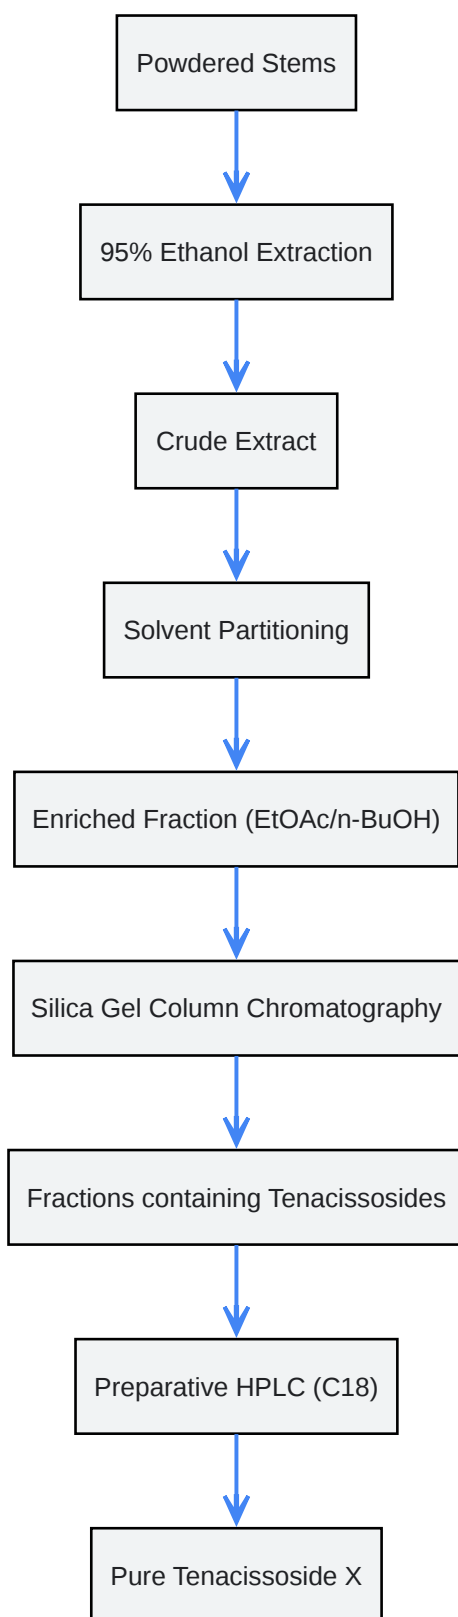 Powdered Stems
95% Ethanol Extraction
Crude Extract
Solvent Partitioning
Enriched Fraction (EtOAc/n-BuOH)
Silica Gel Column Chromatography
Fractions containing Tenacissosides
Preparative HPLC (C18)
Pure Tenacissoside X